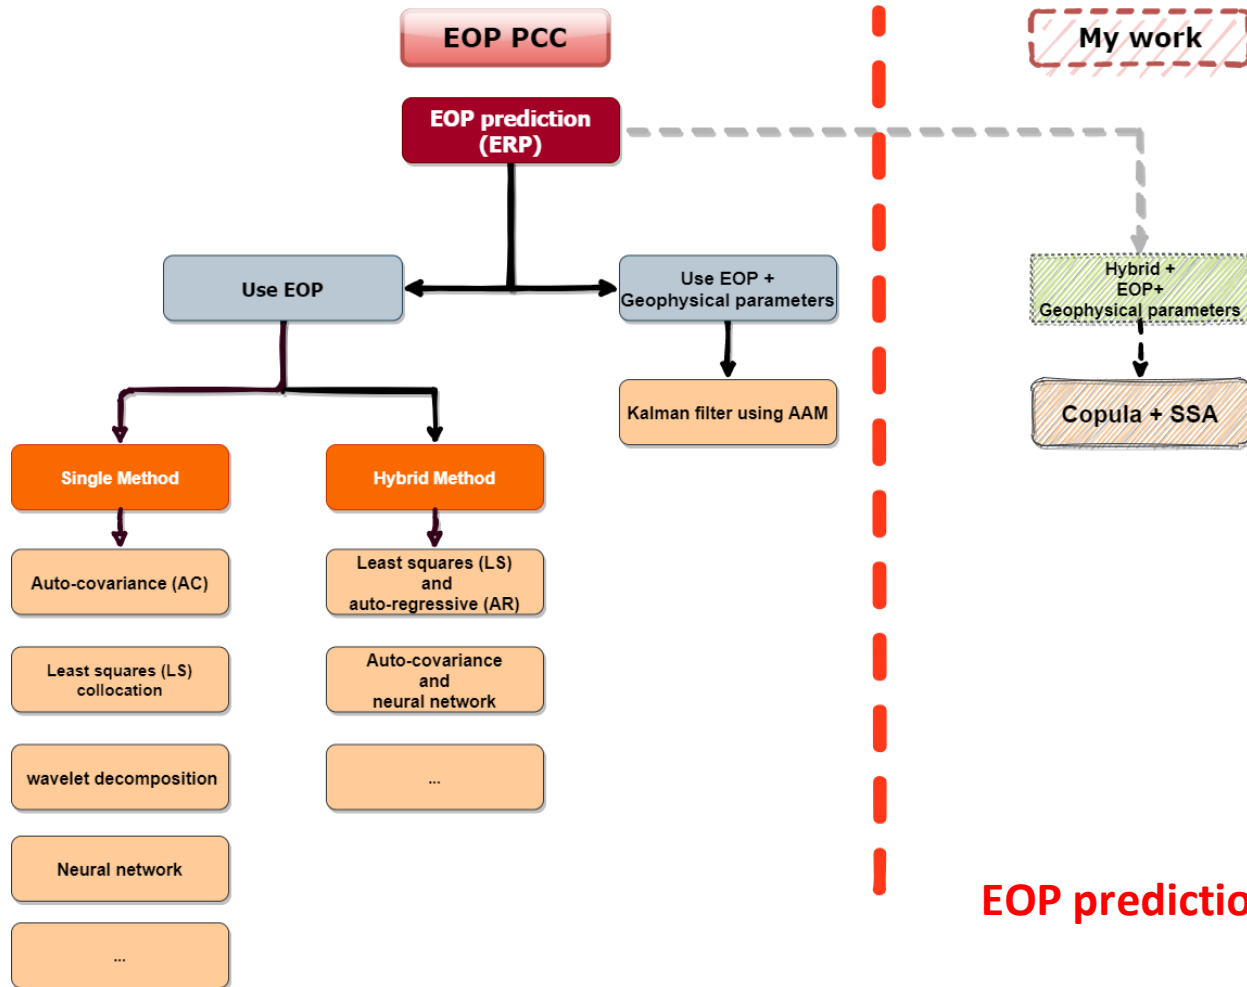 EOP PCC
My work
EOP prediction
(ERP)
Use EOP
Use EOP +
Geophysical parameters
Hybrid +
EOP+
Geophysical parameters
Kalman filter using AAM
Copula + SSA
Single Method
Hybrid Method
Auto-covariance (AC)
Least squares (LS)
and
auto-regressive (AR)
Least squares (LS)
collocation
Auto-covariance
and
neural network
wavelet decomposition
...
Neural network
...
EOP predictio